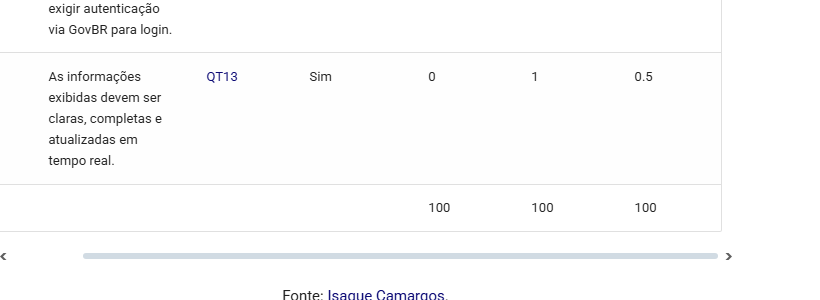 exigir autenticação
via GovBR para login.
As informações QT13 Sim 0 1 0.5
exibidas devem ser
claras, completas e
atualizadas em
tempo real.
100 100 100
Fonte: Isaque Camargos.